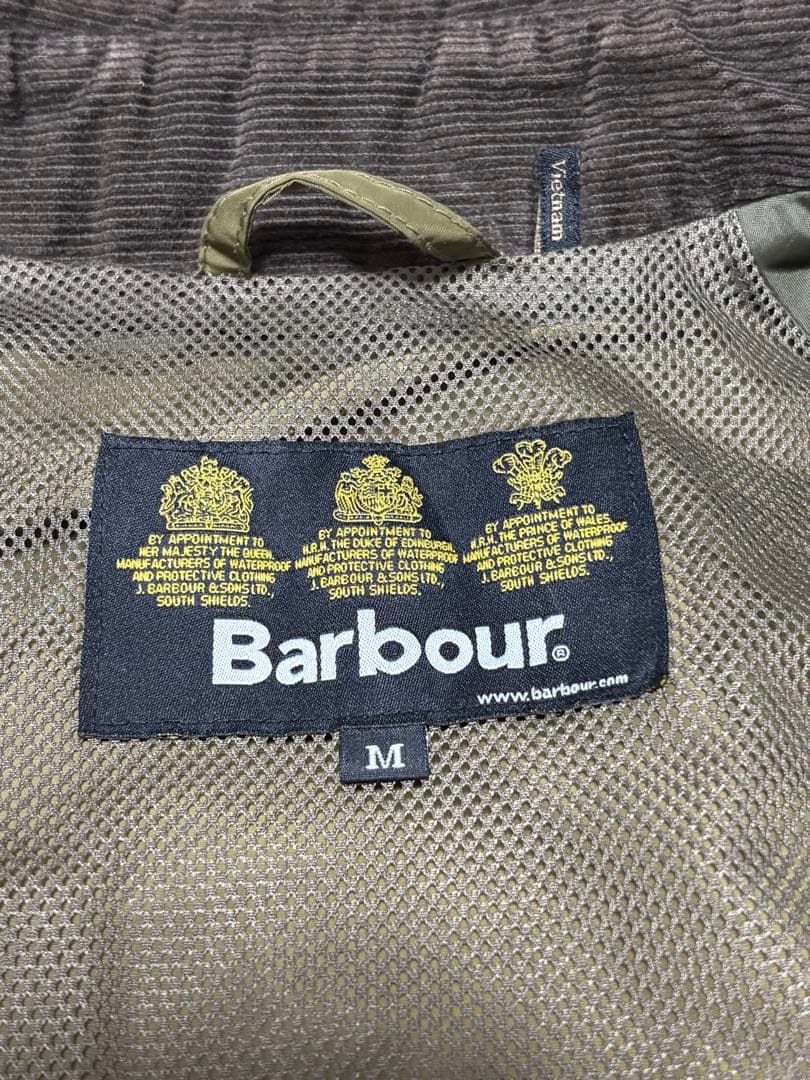 Vietnam
BY APPOINTMENT TO
HER MAJESTY THE QUEEN
MANUFACTURERS OF WATERPROOF
AND PROTECTIVE CLOTHING
J. BARBOUR & SONS LTD.,
SOUTH SHIELDS.
BY APPOINTMENT TO
H.R.H. THE DUKE OF EDINBURGH
MANUFACTURERS OF WATERPROOF
AND PROTECTIVE CLOTHING
J. BARBOUR & SONS LTD.,
SOUTH SHIELDS.
BY APPOINTMENT TO
H.R.H. THE PRINCE OF WALES
MANUFACTURERS OF WATERPROOF
AND PROTECTIVE CLOTHING
J. BARBOUR & SONS LTD.,
SOUTH SHIELDS.
Barbour®
www.barbour.com
M